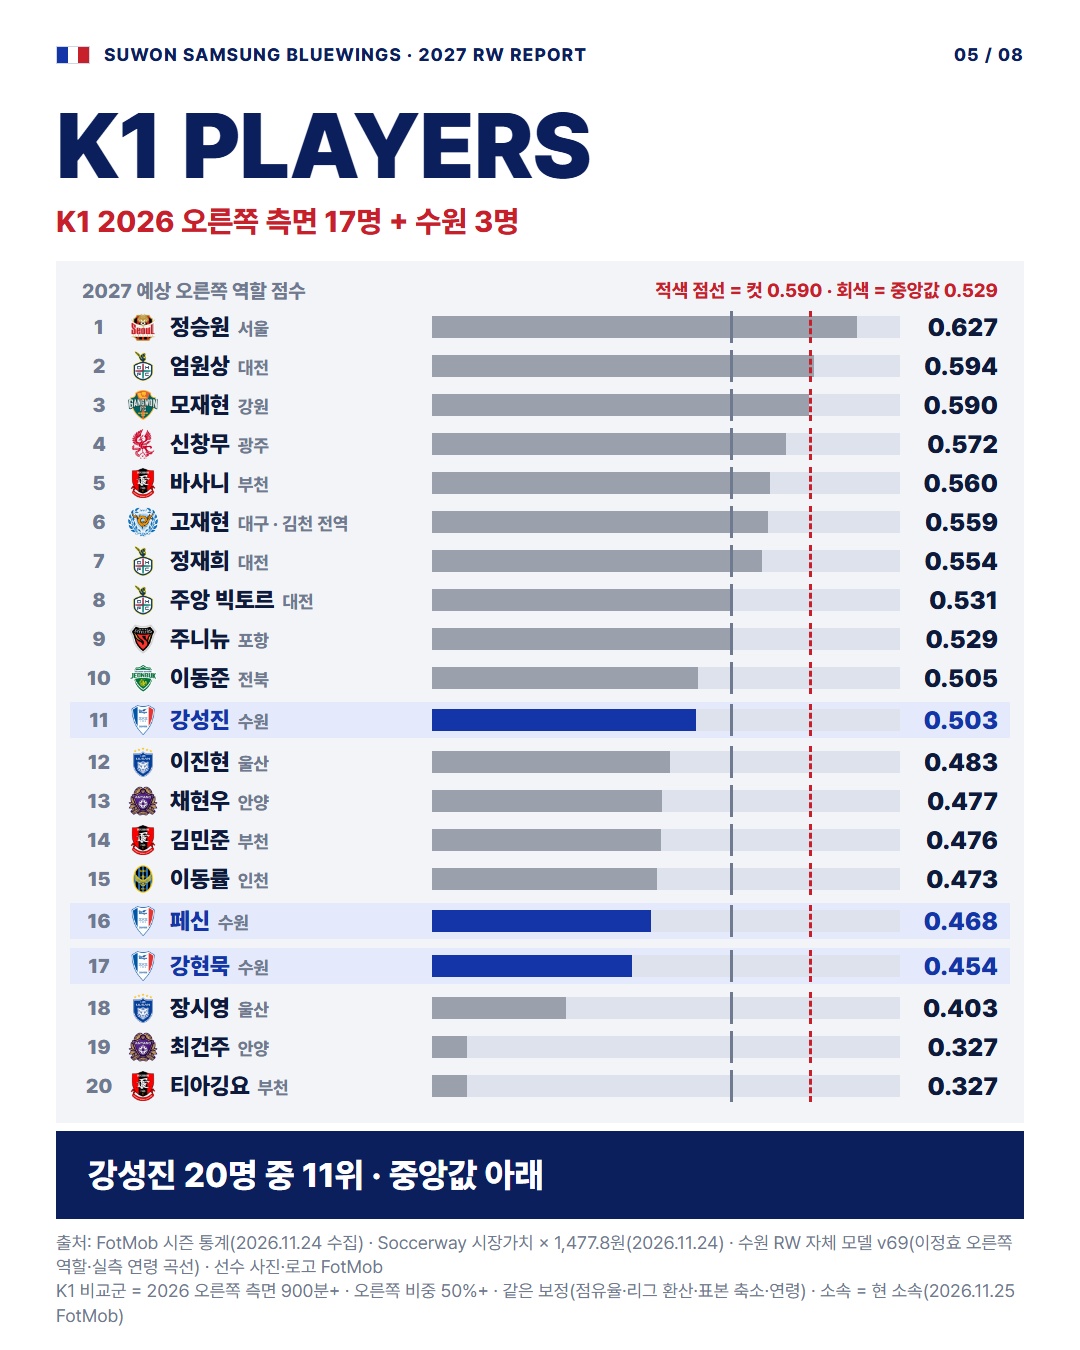 SUWON SAMSUNG BLUEWINGS · 2027 RW REPORT 05 / 08
K1 PLAYERS
K1 2026 오른쪽 측면 17명 + 수원 3명
2027 예상 오른쪽 역할 점수 적색 점선 = 컷 0.590 · 회색 = 중앙값 0.529
1 정승원 서울 0.627
2 엄원상 대전 0.594
3 모재현 강원 0.590
4 신창무 광주 0.572
5 바사니 부천 0.560
6 고재현 대구 · 김천 전역 0.559
7 정재희 대전 0.554
8 주앙 빅토르 대전 0.531
9 주니뉴 포항 0.529
10 이동준 전북 0.505
11 강성진 수원 0.503
12 이진현 울산 0.483
13 채현우 안양 0.477
14 김민준 부천 0.476
15 이동률 인천 0.473
16 페신 수원 0.468
17 강현묵 수원 0.454
18 장시영 울산 0.403
19 최건주 안양 0.327
20 티아깅요 부천 0.327
강성진 20명 중 11위 · 중앙값 아래
출처: FotMob 시즌 통계(2026.11.24 수집) · Soccerway 시장가치 × 1,477.8원(2026.11.24) · 수원 RW 자체 모델 v69(이정효 오른쪽
역할·실측 연령 곡선) · 선수 사진·로고 FotMob
K1 비교군 = 2026 오른쪽 측면 900분+ · 오른쪽 비중 50%+ · 같은 보정(점유율·리그 환산·표본 축소·연령) · 소속 = 현 소속(2026.11.25
FotMob)